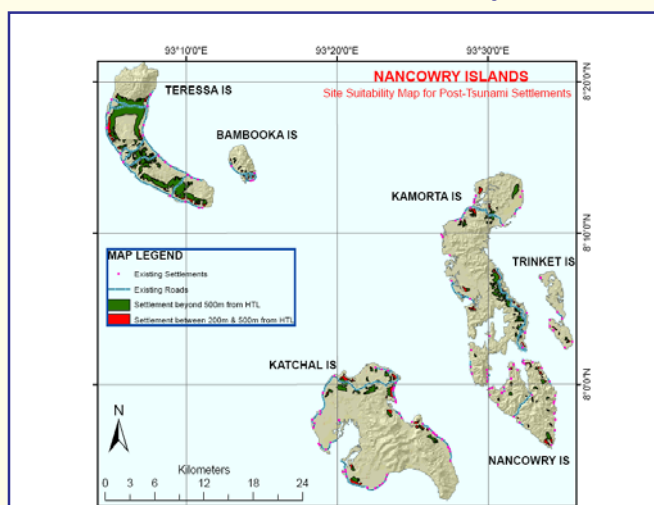 93°10'0"E 93°20'0"E 93°30'0"E
8°20'0"N
NANCOWRY ISLANDS
Site Suitability Map for Post-Tsunami Settlements
TERESSA IS
BAMBOOKA IS
KAMORTA IS
8°10'0"N
TRINKET IS
MAP LEGEND
Existing Settlements
Existing Roads
Settlement beyond 500m from HTL
Settlement between 200m & 500m from HTL
KATCHAL IS
8°0'0"N
N
NANCOWRY IS
Kilometers
0 3 6 12 18 24